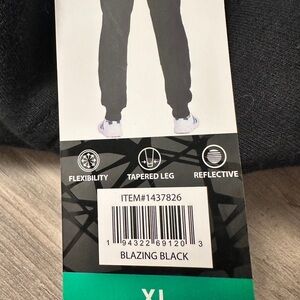 FLEXIBILITY TAPERED LEG REFLECTIVE
ITEM#1437826
1 94322 69120 3
BLAZING BLACK
XL